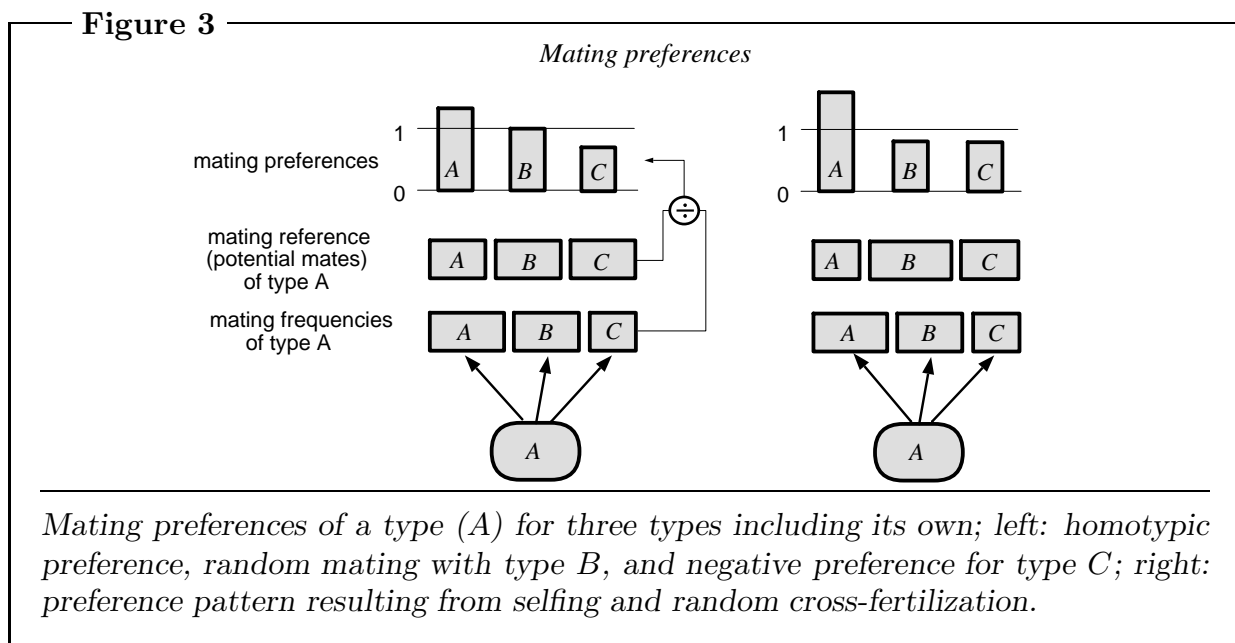 Figure 3
Mating preferences
1
mating preferences
0
A
B
C
÷
mating reference
(potential mates)
of type A
A
B
C
mating frequencies
of type A
A
B
C
A
1
0
A
B
C
A
B
C
A
B
C
A
Mating preferences of a type (A) for three types including its own; left: homotypic
preference, random mating with type B, and negative preference for type C; right:
preference pattern resulting from selfing and random cross-fertilization.